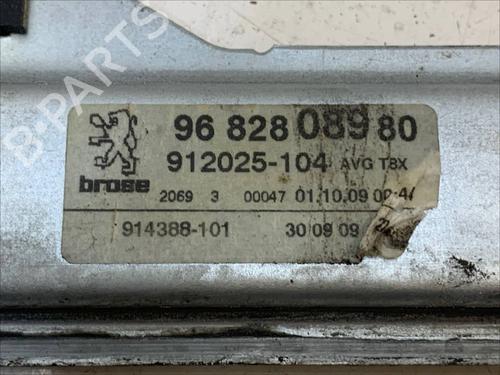 96 828 089 80
912025-104 AVG T8X
brose
2069 3 00047 01.10.09
914388-101 30 09 09
B-PARTS